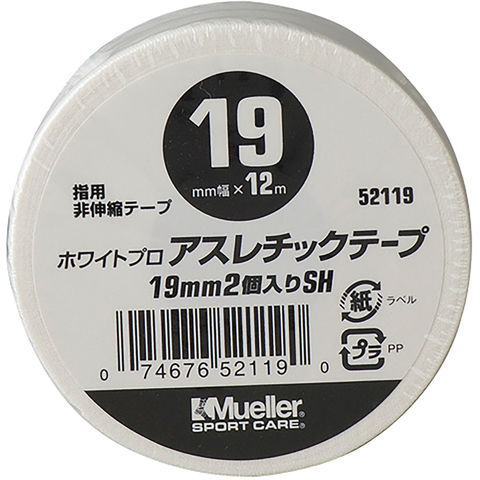 19
mm幅×12m
指用
非伸縮テープ
52119
ホワイトプロ アスレチックテープ
19mm2個入りSH
紙 ラベル
プラ PP
0 74676 52119 0
Mueller®
SPORT CARE®